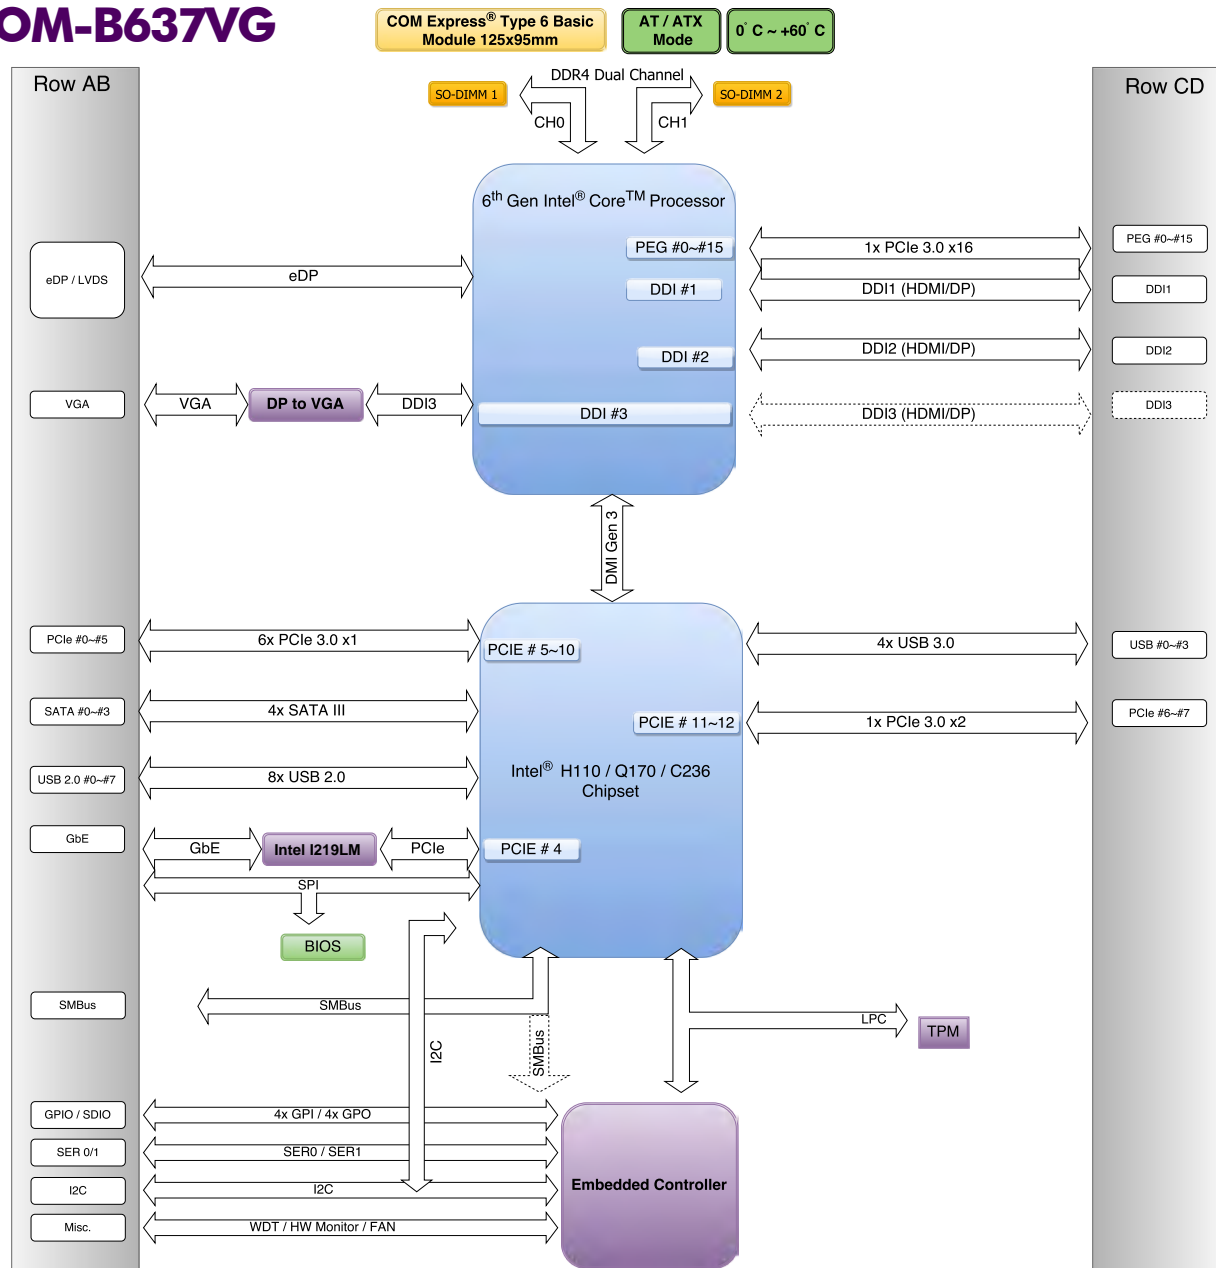 OM-B637VG
COM Express® Type 6 Basic
Module 125x95mm
AT / ATX
Mode
0° C ~ +60° C
Row AB
Row CD
DDR4 Dual Channel
SO-DIMM 1
SO-DIMM 2
CH0
CH1
6th Gen Intel® Core™ Processor
PEG #0~#15
1x PCIe 3.0 x16
PEG #0~#15
eDP / LVDS
eDP
DDI #1
DDI1 (HDMI/DP)
DDI1
DDI #2
DDI2 (HDMI/DP)
DDI2
VGA
VGA
DP to VGA
DDI3
DDI #3
DDI3 (HDMI/DP)
DDI3
DMI Gen 3
PCIe #0~#5
6x PCIe 3.0 x1
PCIE # 5~10
4x USB 3.0
USB #0~#3
SATA #0~#3
4x SATA III
PCIE # 11~12
1x PCIe 3.0 x2
PCIe #6~#7
USB 2.0 #0~#7
8x USB 2.0
Intel® H110 / Q170 / C236
Chipset
GbE
GbE
Intel I219LM
PCIe
PCIE # 4
SPI
BIOS
SMBus
SMBus
LPC
TPM
I2C
SMBus
GPIO / SDIO
4x GPI / 4x GPO
SER 0/1
SER0 / SER1
Embedded Controller
I2C
I2C
Misc.
WDT / HW Monitor / FAN